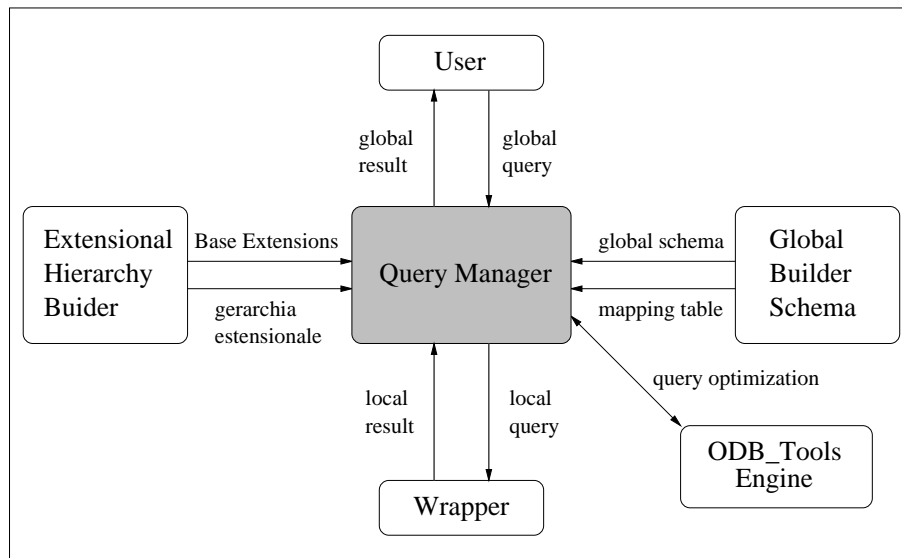 User
global
result
global
query
Extensional
Hierarchy
Buider
Base Extensions
gerarchia
estensionale
Query Manager
global schema
mapping table
Global
Builder
Schema
query optimization
local
result
local
query
ODB_Tools
Engine
Wrapper